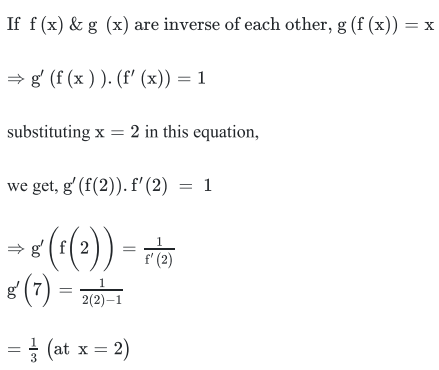 If f (x) & g (x) are inverse of each other, g (f (x)) = x
⇒ g′ (f (x ) ). (f′ (x)) = 1
substituting x = 2 in this equation,
we get, g′(f(2)). f′(2) = 1
⇒ g′(f(2)) = 1/f′(2)
g′(7) = 1/2(2)−1
= 1/3 (at x = 2)